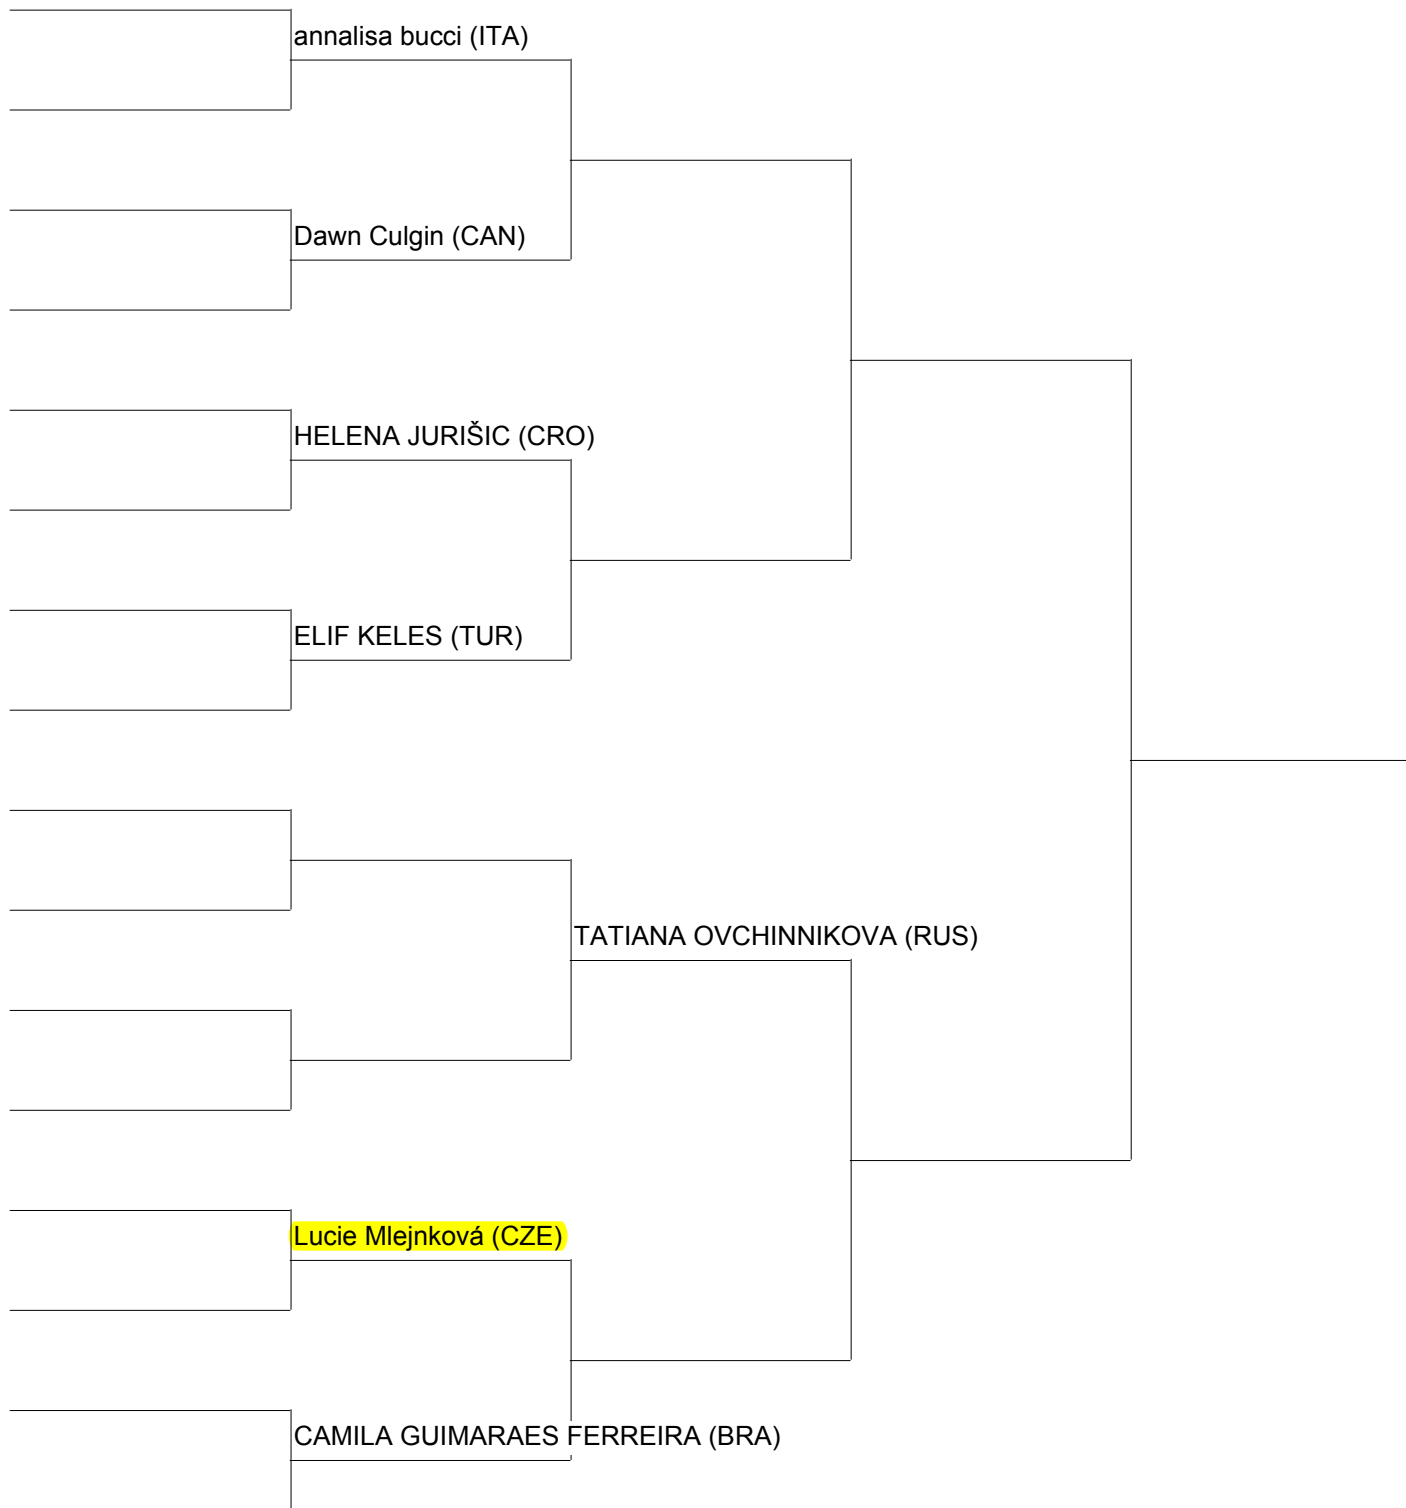 annalisa bucci (ITA)
Dawn Culgin (CAN)
HELENA JURIŠIC (CRO)
ELIF KELES (TUR)
TATIANA OVCHINNIKOVA (RUS)
Lucie Mlejnková (CZE)
CAMILA GUIMARAES FERREIRA (BRA)